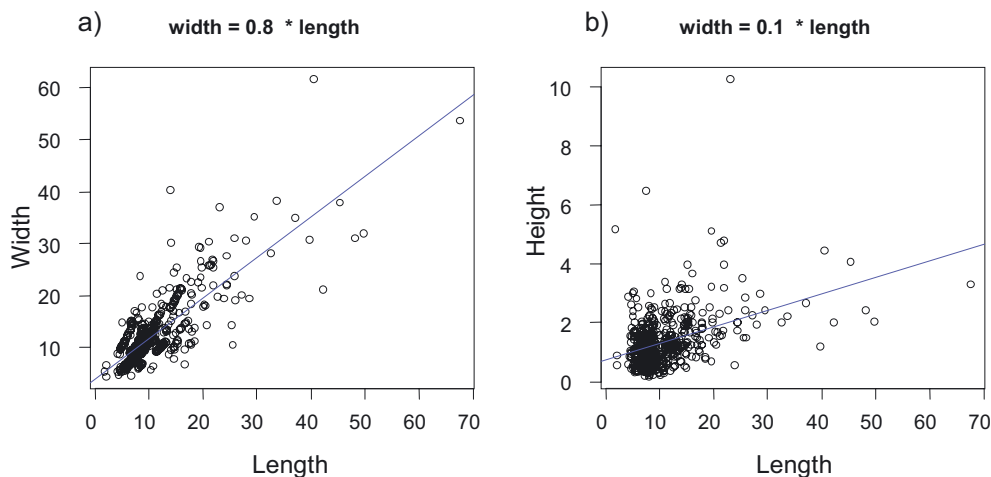 a)
width = 0.8 * length
60
50
40
30
20
10
Width
0 10 20 30 40 50 60 70
Length
b)
width = 0.1 * length
10
8
6
4
2
0
Height
0 10 20 30 40 50 60 70
Length